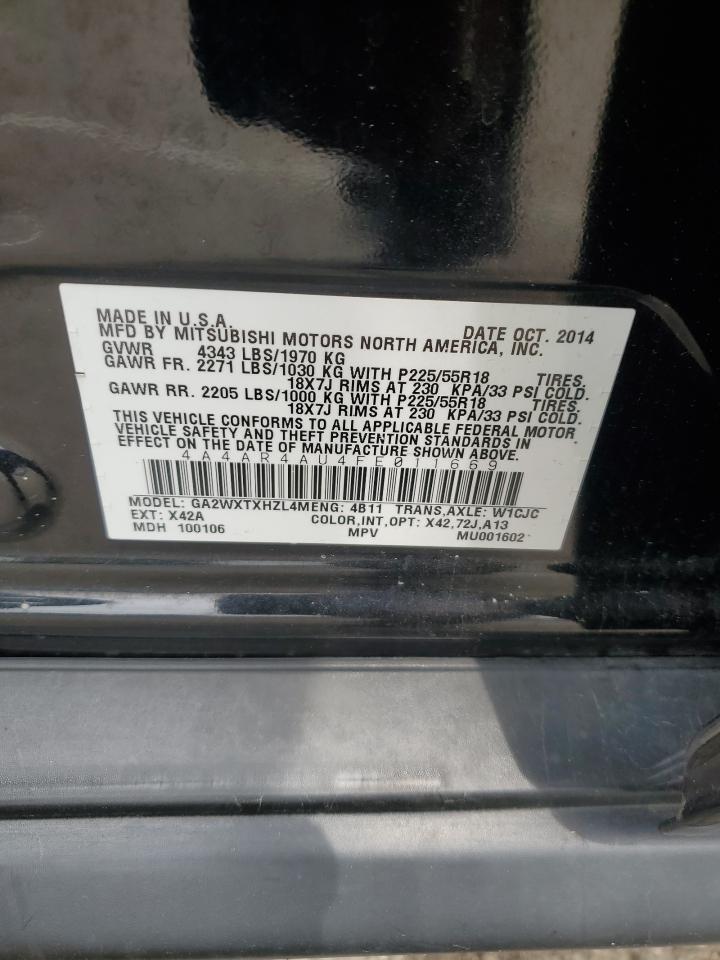 MADE IN U.S.A. DATE OCT. 2014
MFD BY MITSUBISHI MOTORS NORTH AMERICA, INC.
GVWR 4343 LBS/1970 KG
GAWR FR. 2271 LBS/1030 KG WITH P225/55R18 TIRES.
18X7J RIMS AT 230 KPA/33 PSI COLD.
GAWR RR. 2205 LBS/1000 KG WITH P225/55R18 TIRES.
18X7J RIMS AT 230 KPA/33 PSI COLD.
THIS VEHICLE CONFORMS TO ALL APPLICABLE FEDERAL MOTOR
VEHICLE SAFETY AND THEFT PREVENTION STANDARDS IN
EFFECT ON THE DATE OF MANUFACTURE SHOWN ABOVE.
4A4AR4AU4FE011669
MODEL: GA2WXTXHZL4MENG: 4B11 TRANS,AXLE: W1CJC
EXT: X42A COLOR,INT,OPT: X42,72J,A13
MDH 100106 MPV MU001602